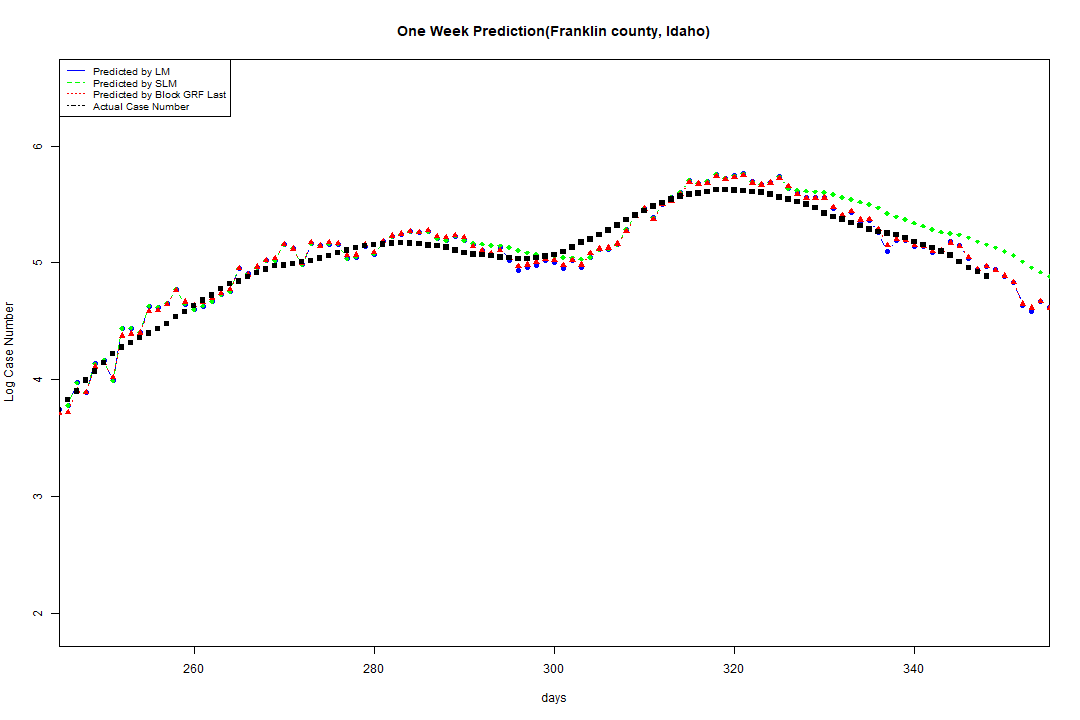 One Week Prediction(Franklin county, Idaho)
Predicted by LM
Predicted by SLM
Predicted by Block GRF Last
Actual Case Number
6
5
4
3
2
Log Case Number
260 280 300 320 340
days